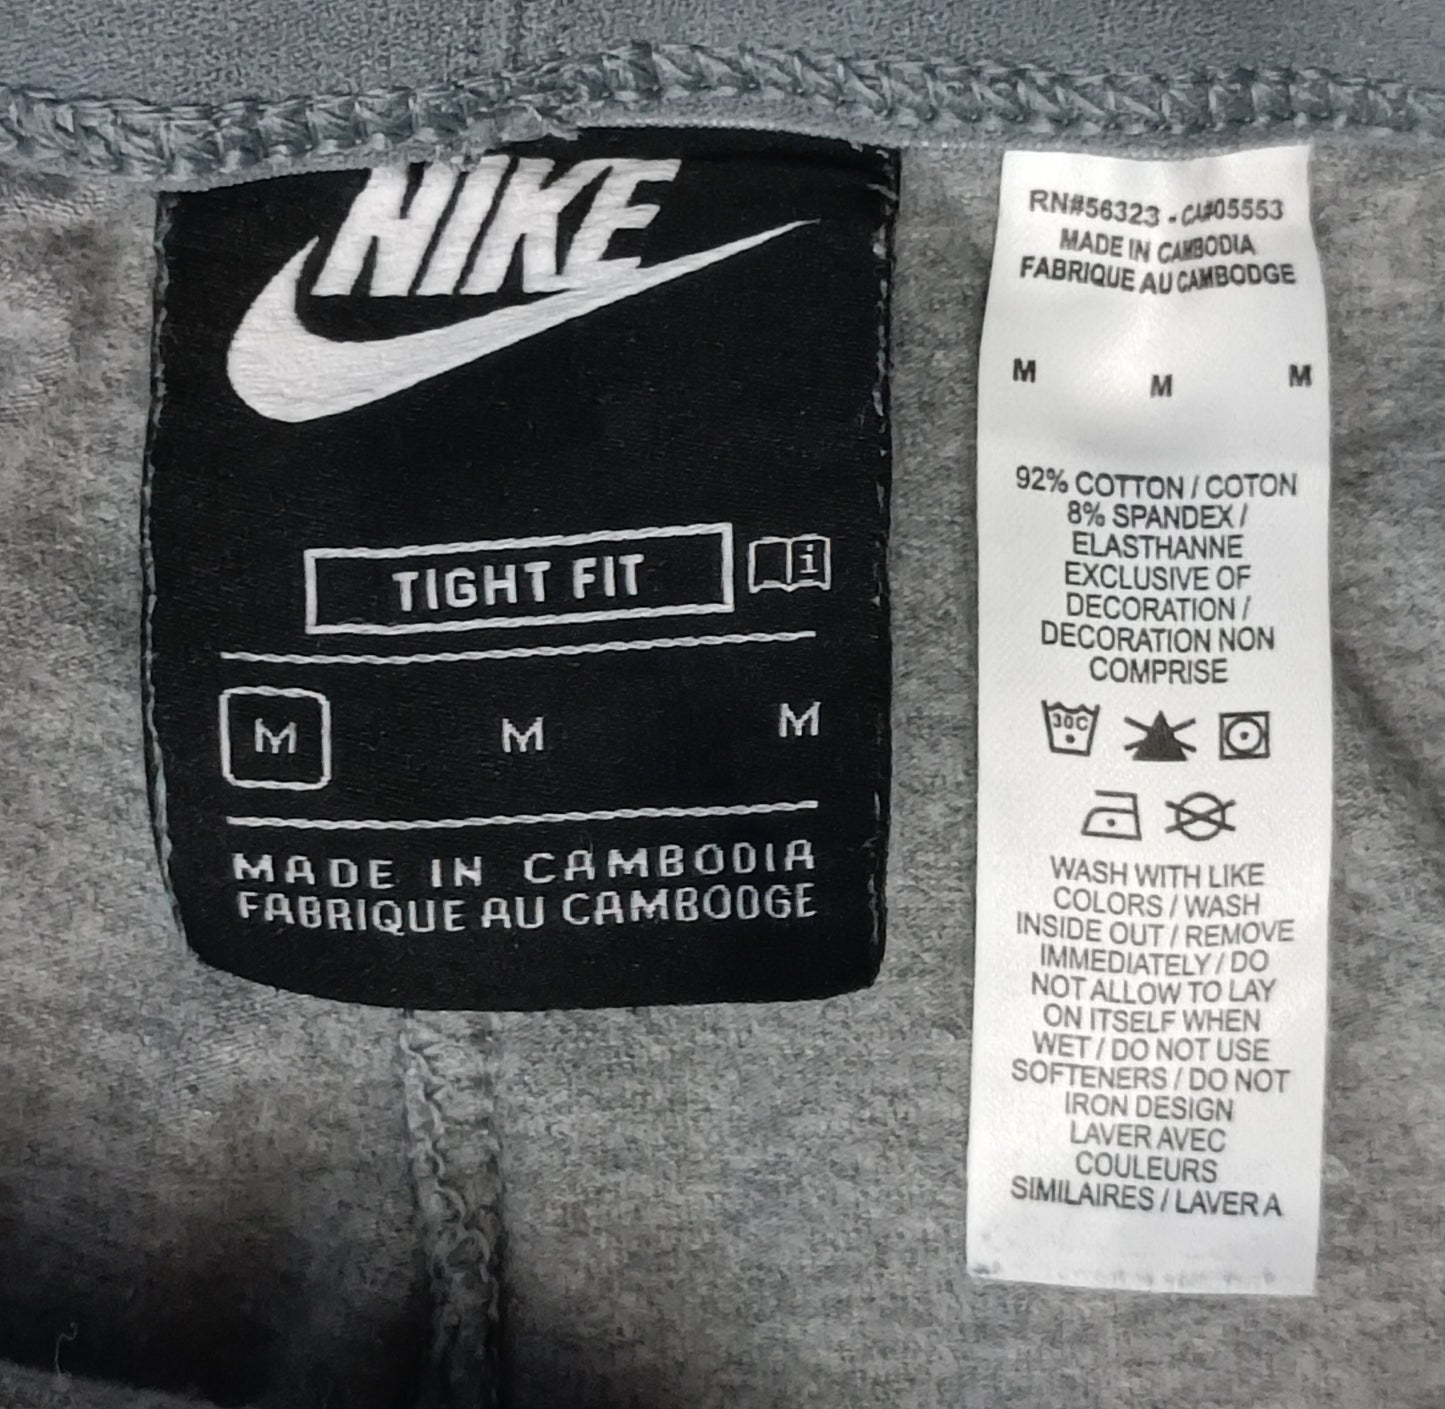 NIKE
TIGHT FIT i
M M M
MADE IN CAMBODIA
FABRIQUE AU CAMBODGE
RN#56323 - CA#05553
MADE IN CAMBODIA
FABRIQUE AU CAMBODGE
M M M
92% COTTON / COTON
8% SPANDEX /
ELASTHANNE
EXCLUSIVE OF
DECORATION /
DECORATION NON
COMPRISE
30C
WASH WITH LIKE
COLORS / WASH
INSIDE OUT / REMOVE
IMMEDIATELY / DO
NOT ALLOW TO LAY
ON ITSELF WHEN
WET / DO NOT USE
SOFTENERS / DO NOT
IRON DESIGN
LAVER AVEC
COULEURS
SIMILAIRES / LAVER A